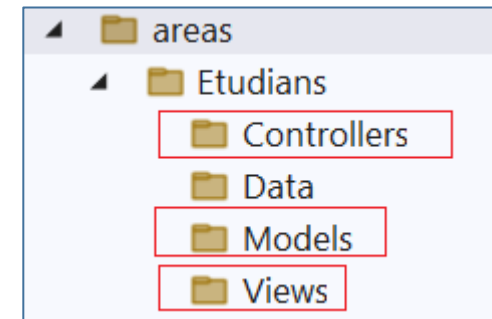 areas
Etudians
Controllers
Data
Models
Views